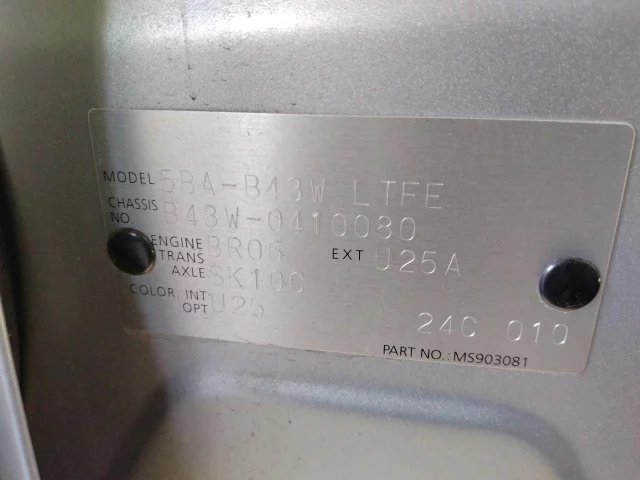 MODEL 5BA-B43W LTFE
CHASSIS NO. B43W-0410080
ENGINE BR06 EXT U25A
TRANS AXLE SK10C
COLOR INT U25
OPT 24C 010
PART NO.: MS903081